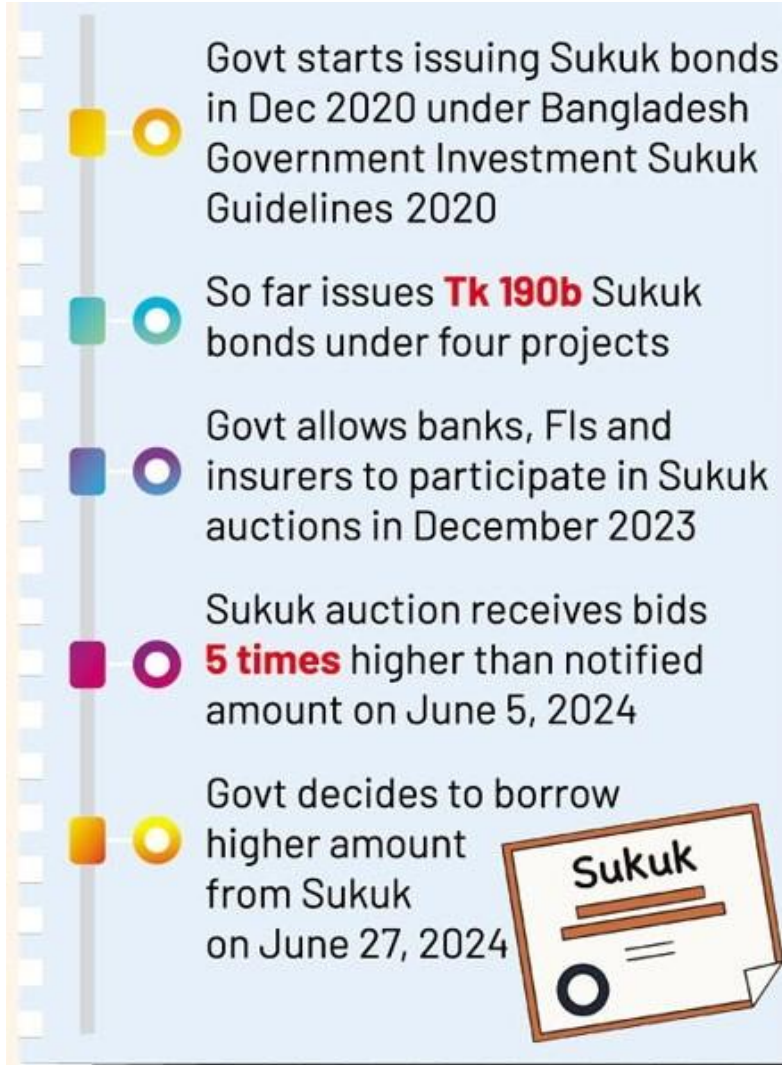 Govt starts issuing Sukuk bonds
in Dec 2020 under Bangladesh
Government Investment Sukuk
Guidelines 2020
So far issues Tk 190b Sukuk
bonds under four projects
Govt allows banks, FIs and
insurers to participate in Sukuk
auctions in December 2023
Sukuk auction receives bids
5 times higher than notified
amount on June 5, 2024
Govt decides to borrow
higher amount
from Sukuk
on June 27, 2024
Sukuk